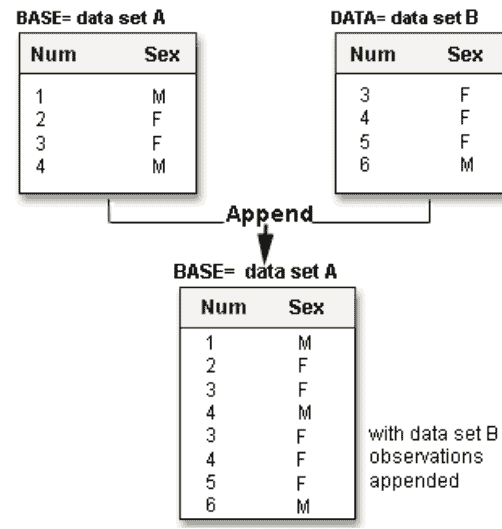 BASE= data set A
Num Sex
1 M
2 F
3 F
4 M
DATA= data set B
Num Sex
3 F
4 F
5 F
6 M
Append
BASE= data set A
Num Sex
1 M
2 F
3 F
4 M
3 F
4 F
5 F
6 M
with data set B
observations
appended